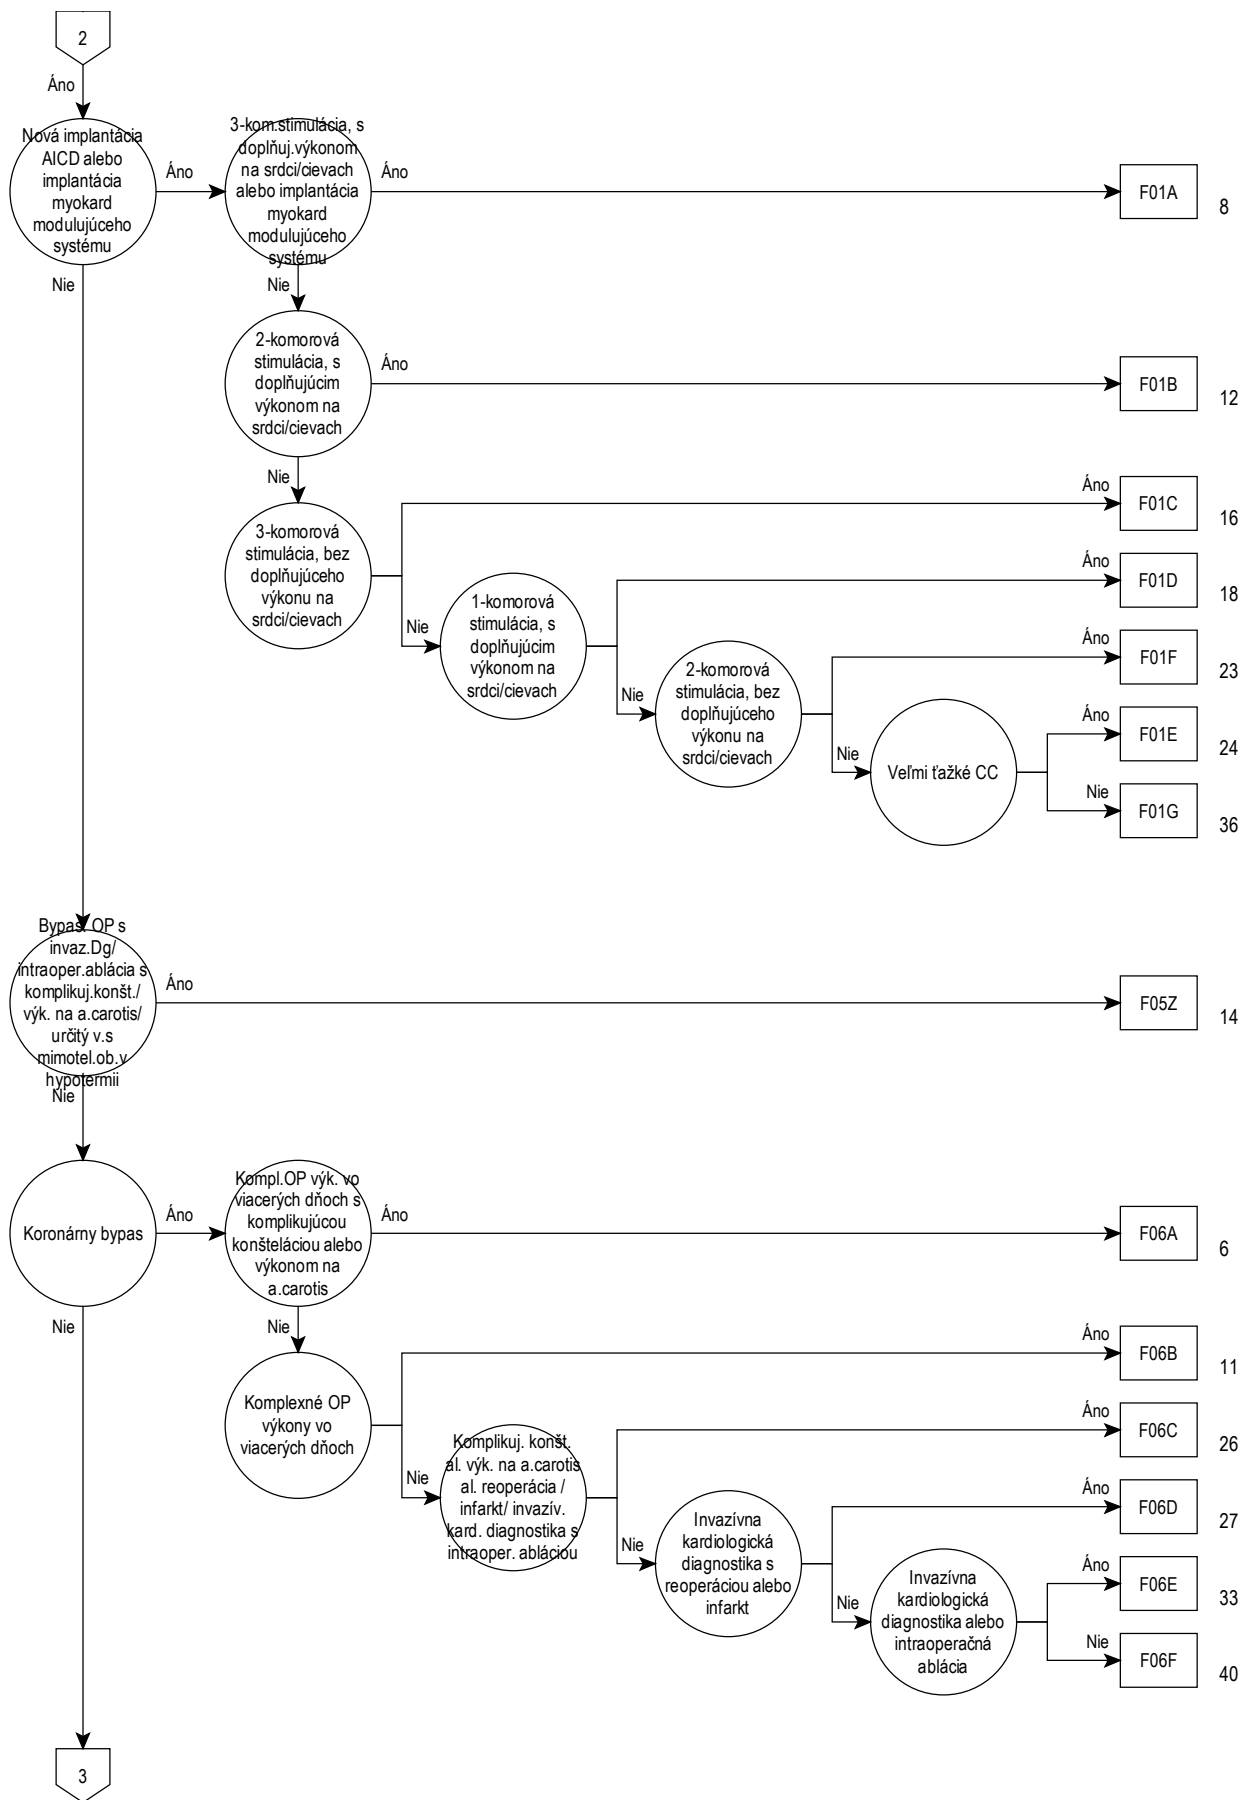 2
Áno
Nová implantácia
AICD alebo
implantácia
myokard
modulujúceho
systému
Áno
3-kom.stimulácia, s
doplňuj.výkonom
na srdci/cievach
alebo implantácia
myokard
modulujúceho
systému
Áno
F01A
8
Nie
Nie
2-komorová
stimulácia, s
doplňujúcim
výkonom na
srdci/cievach
Áno
F01B
12
Nie
3-komorová
stimulácia, bez
doplňujúceho
výkonu na
srdci/cievach
Áno
F01C
16
Nie
1-komorová
stimulácia, s
doplňujúcim
výkonom na
srdci/cievach
Áno
F01D
18
Nie
2-komorová
stimulácia, bez
doplňujúceho
výkonu na
srdci/cievach
Áno
F01F
23
Nie
Veľmi ťažké CC
Áno
F01E
24
Nie
F01G
36
Bypas. OP s
invaz.Dg/
intraoper.ablácia s
komplikuj.konšt./
výk. na a.carotis/
určitý v.s
mimotel.ob.v
hypotermii
Áno
F05Z
14
Nie
Koronárny bypas
Áno
Kompl.OP výk. vo
viacerých dňoch s
komplikujúcou
konšteláciou alebo
výkonom na
a.carotis
Áno
F06A
6
Nie
Nie
Komplexné OP
výkony vo
viacerých dňoch
Áno
F06B
11
Nie
Komplikuj. konšt.
al. výk. na a.carotis
al. reoperácia /
infarkt/ invazív.
kard. diagnostika s
intraoper. abláciou
Áno
F06C
26
Nie
Invazívna
kardiologická
diagnostika s
reoperáciou alebo
infarkt
Áno
F06D
27
Nie
Invazívna
kardiologická
diagnostika alebo
intraoperačná
ablácia
Áno
F06E
33
Nie
F06F
40
3